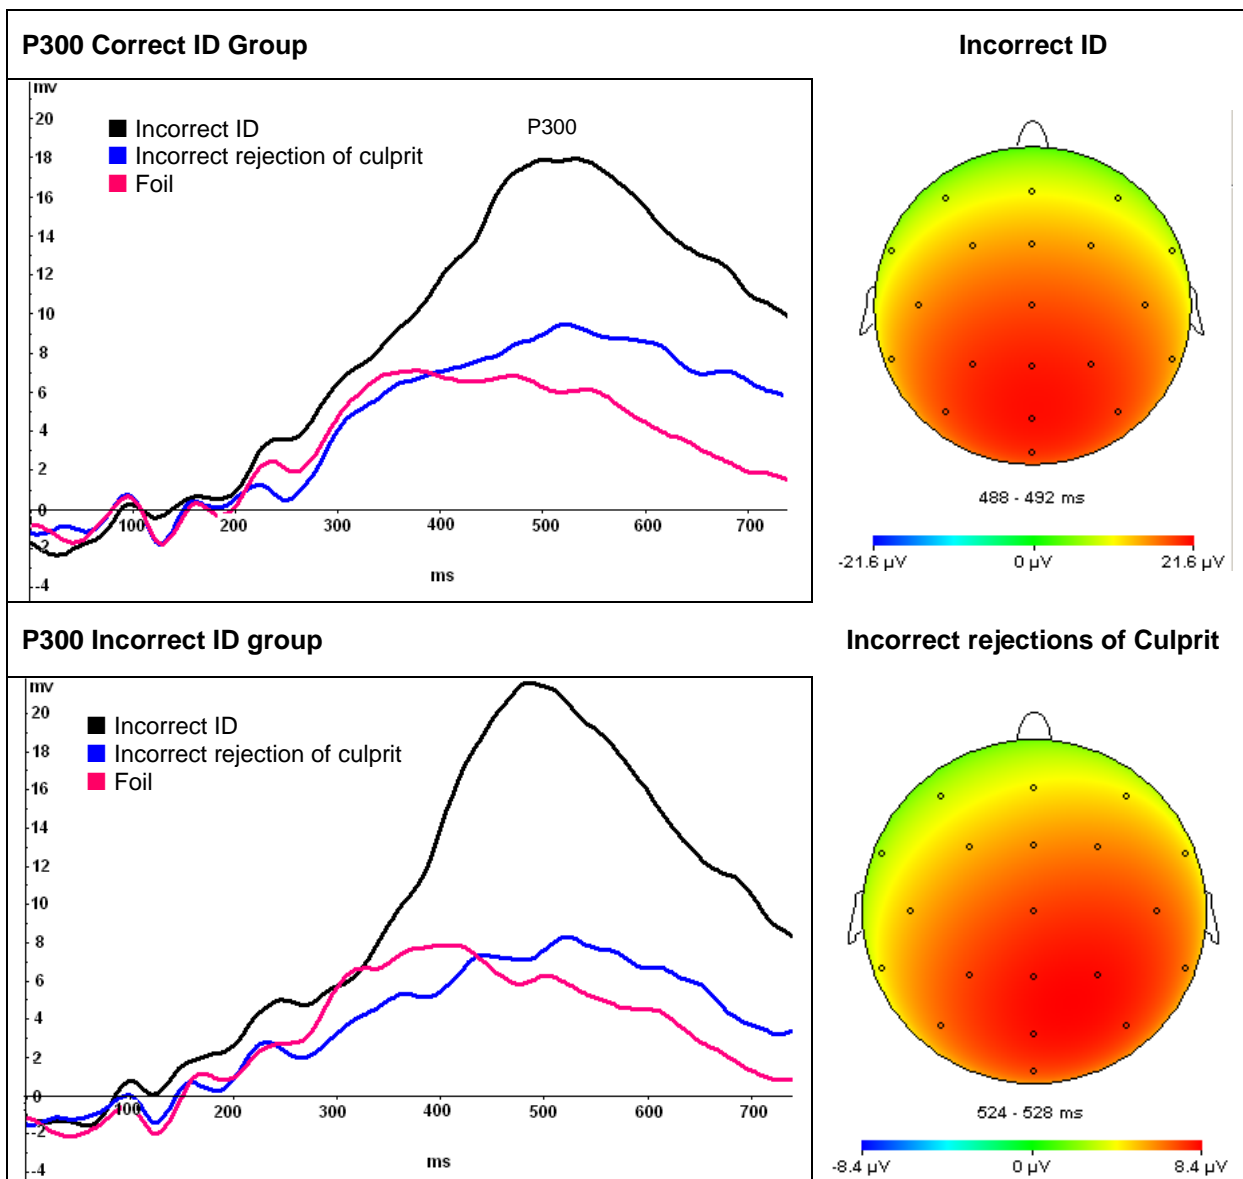 P300 Correct ID Group
Incorrect ID
mv
20
18
16
14
12
10
8
6
4
2
0
-2
-4
Incorrect ID
Incorrect rejection of culprit
Foil
P300
100 200 300 400 500 600 700
ms
488 - 492 ms
-21.6 µV 0 µV 21.6 µV
P300 Incorrect ID group
Incorrect rejections of Culprit
mv
20
18
16
14
12
10
8
6
4
2
0
-2
-4
Incorrect ID
Incorrect rejection of culprit
Foil
100 200 300 400 500 600 700
ms
524 - 528 ms
-8.4 µV 0 µV 8.4 µV